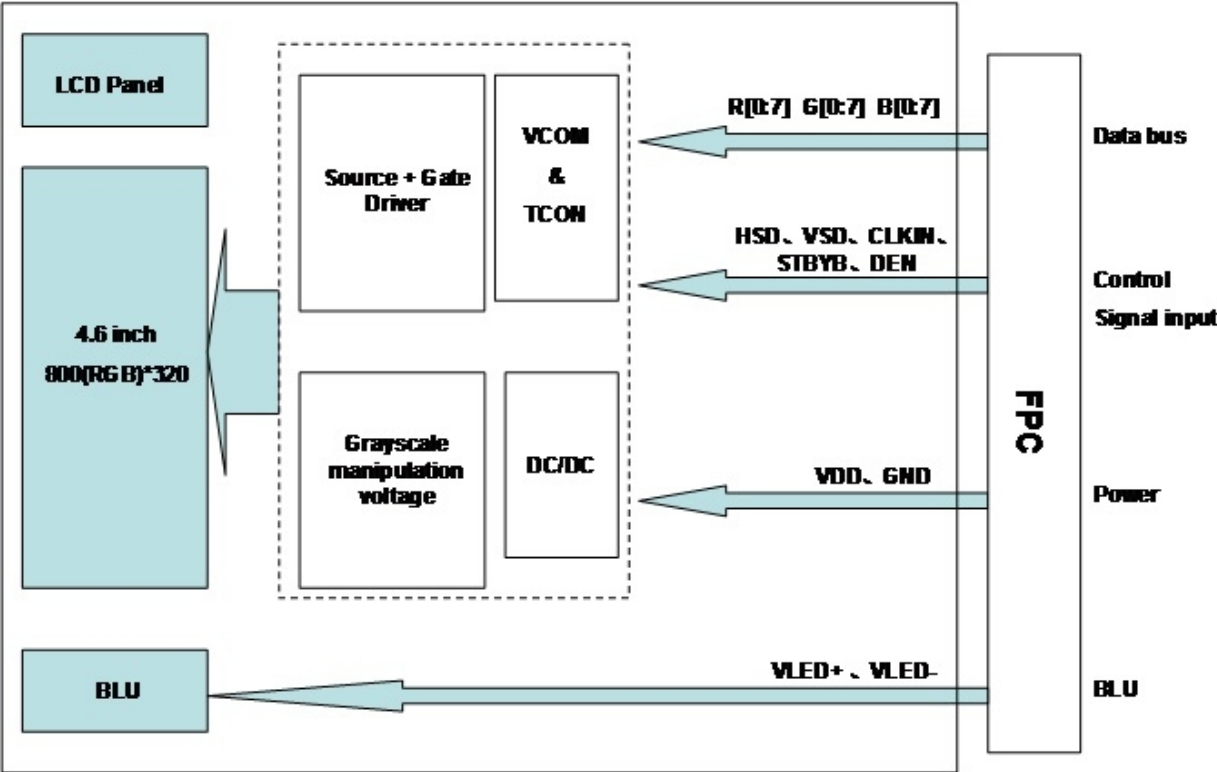 LCD Panel
4.6 inch
800(RGB)*320
BLU
Source + Gate
Driver
VCOM
&
TCON
Grayscale
manipulation
voltage
DC/DC
R[0:7] G[0:7] B[0:7]
HSD、VSD、CLKIN、
STBYB、DEN
VDD、GND
VLED+、VLED-
FPC
Data bus
Control
Signal input
Power
BLU